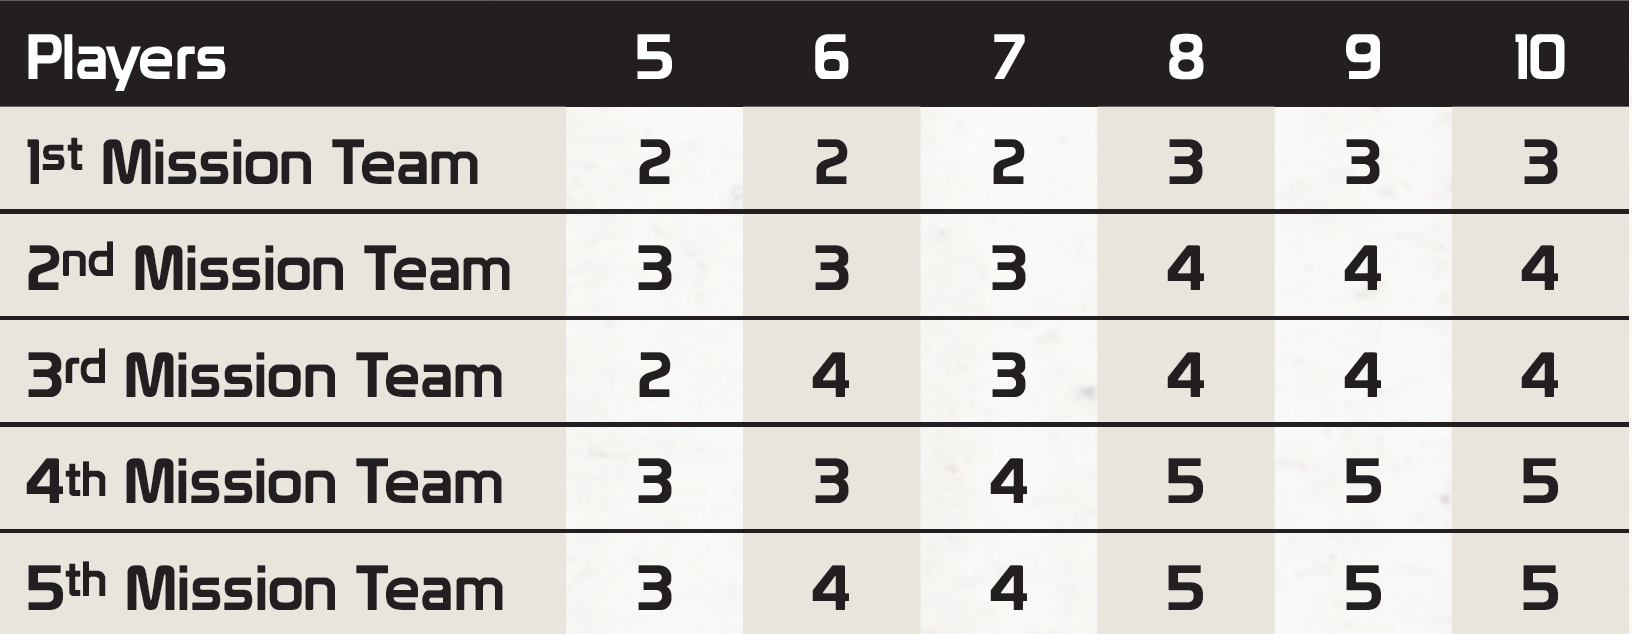 Players 5 6 7 8 9 10
1st Mission Team 2 2 2 3 3 3
2nd Mission Team 3 3 3 4 4 4
3rd Mission Team 2 4 3 4 4 4
4th Mission Team 3 3 4 5 5 5
5th Mission Team 3 4 4 5 5 5